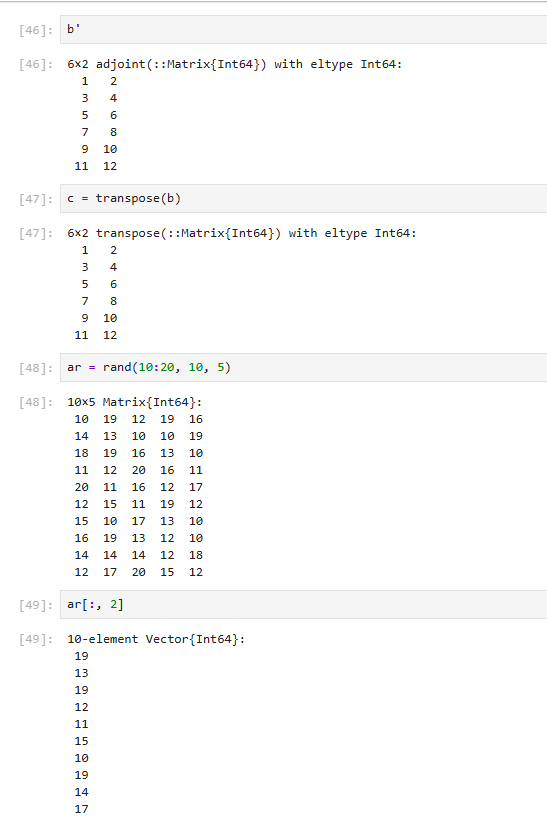 [46]: b'
[46]: 6×2 adjoint(::Matrix{Int64}) with eltype Int64:
1 2
3 4
5 6
7 8
9 10
11 12
[47]: c = transpose(b)
[47]: 6×2 transpose(::Matrix{Int64}) with eltype Int64:
1 2
3 4
5 6
7 8
9 10
11 12
[48]: ar = rand(10:20, 10, 5)
[48]: 10×5 Matrix{Int64}:
10 19 12 19 16
14 13 10 10 19
18 19 16 13 10
11 12 20 16 11
20 11 16 12 17
12 15 11 19 12
15 10 17 13 10
16 19 13 12 10
14 14 14 12 18
12 17 20 15 12
[49]: ar[:, 2]
[49]: 10-element Vector{Int64}:
19
13
19
12
11
15
10
19
14
17